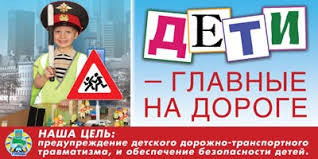 ДЕТИ
– ГЛАВНЫЕ
НА ДОРОГЕ
НАША ЦЕЛЬ:
предупреждение детского дорожно-транспортного
травматизма, и обеспечение безопасности детей.